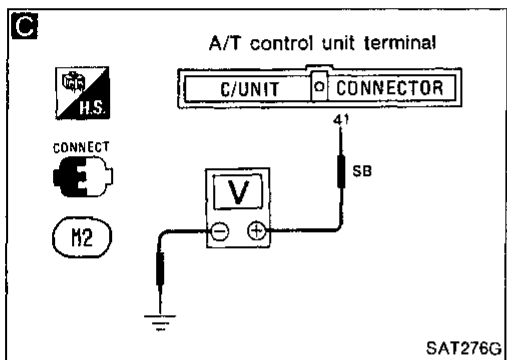 C
A/T control unit terminal
C/UNIT CONNECTOR
H.S.
41
CONNECT
SB
V
M2
SAT276G